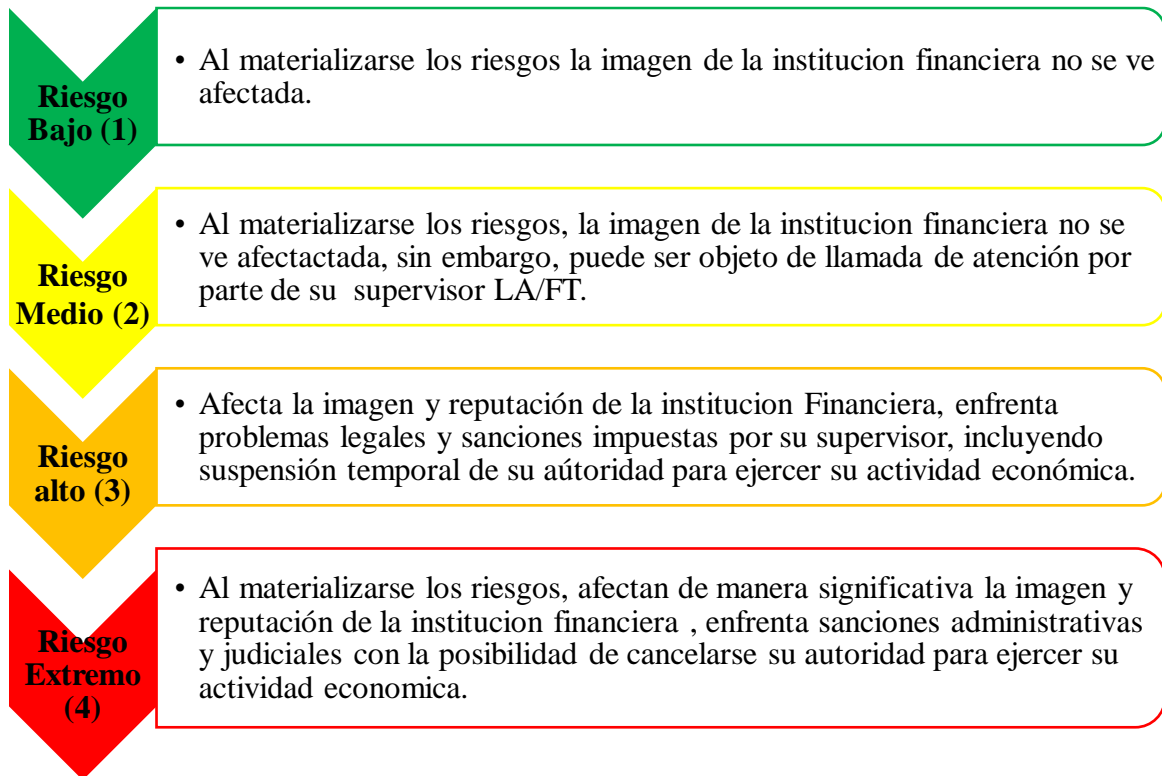 Riesgo
Bajo (1)
• Al materializarse los riesgos la imagen de la institucion financiera no se ve
afectada.
Riesgo
Medio (2)
• Al materializarse los riesgos, la imagen de la institucion financiera no se
ve afectactada, sin embargo, puede ser objeto de llamada de atención por
parte de su supervisor LA/FT.
Riesgo
alto (3)
• Afecta la imagen y reputación de la institucion Financiera, enfrenta
problemas legales y sanciones impuestas por su supervisor, incluyendo
suspensión temporal de su aútoridad para ejercer su actividad económica.
Riesgo
Extremo
(4)
• Al materializarse los riesgos, afectan de manera significativa la imagen y
reputación de la institucion financiera , enfrenta sanciones administrativas
y judiciales con la posibilidad de cancelarse su autoridad para ejercer su
actividad economica.